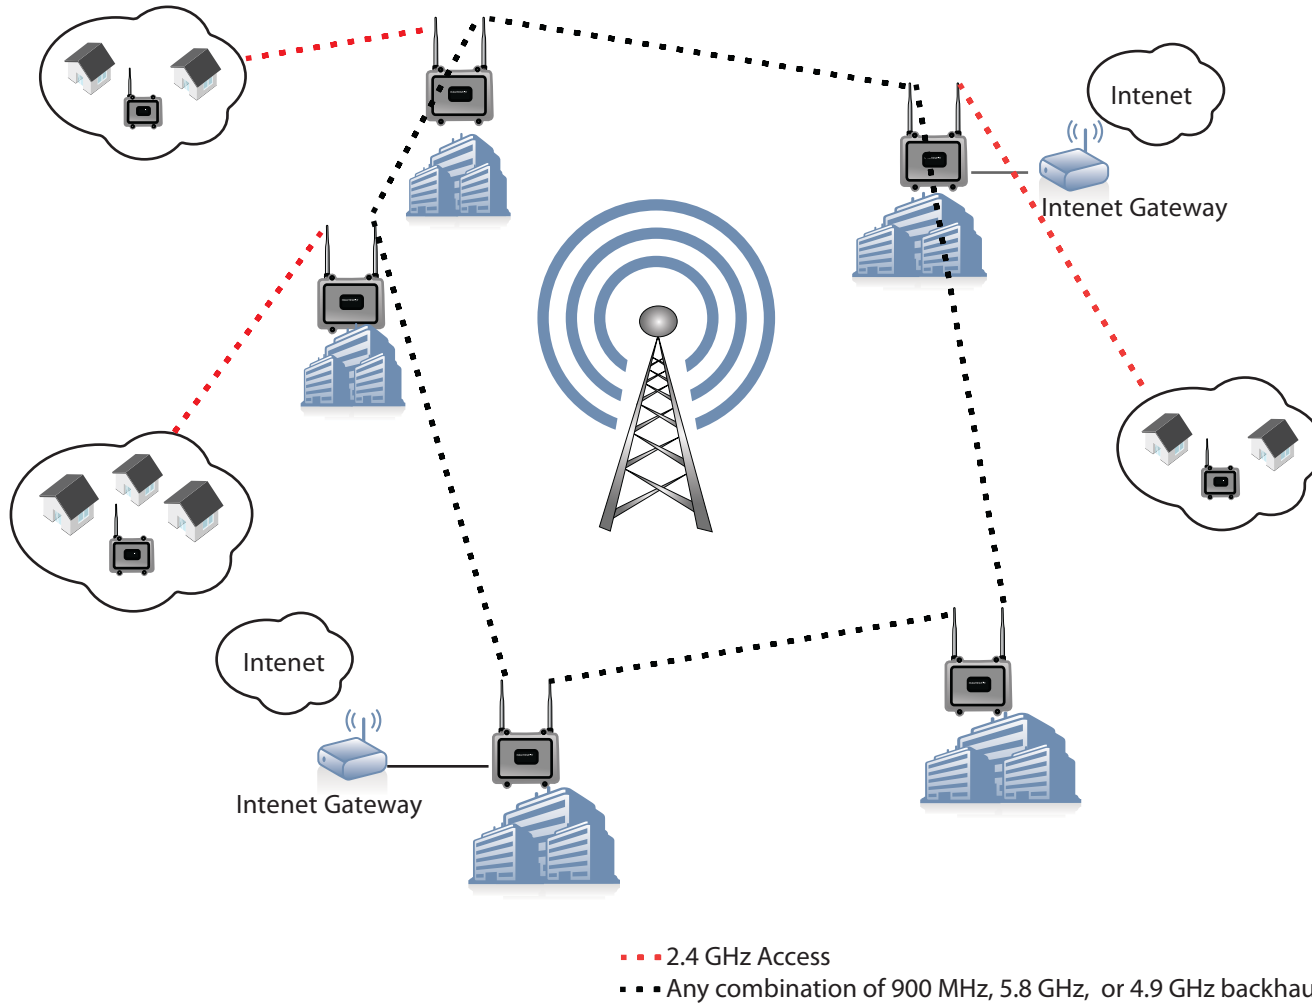 Intenet
Intenet Gateway
Intenet
Intenet Gateway
2.4 GHz Access
Any combination of 900 MHz, 5.8 GHz, or 4.9 GHz backhau